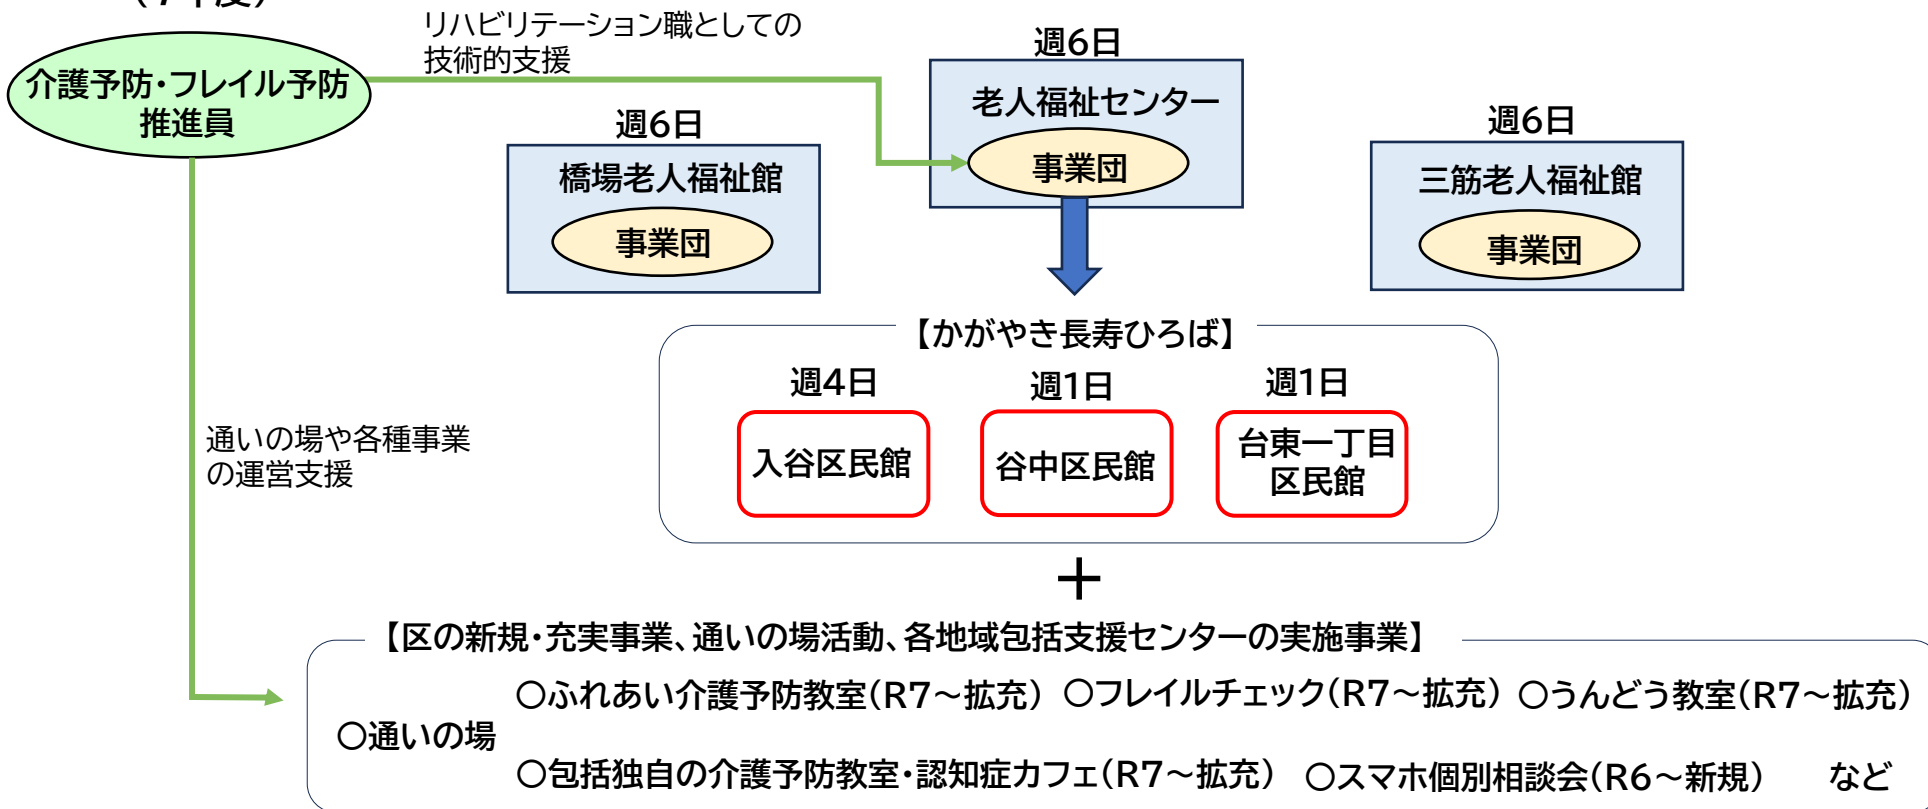 (7年度)
リハビリテーション職としての
技術的支援
介護予防・フレイル予防
推進員
週6日
老人福祉センター
事業団
週6日
橋場老人福祉館
事業団
週6日
三筋老人福祉館
事業団
【かがやき長寿ひろば】
週4日
週1日
週1日
入谷区民館
谷中区民館
台東一丁目
区民館
通いの場や各種事業
の運営支援
+
【区の新規・充実事業、通いの場活動、各地域包括支援センターの実施事業】
〇ふれあい介護予防教室(R7～拡充) 〇フレイルチェック(R7～拡充) 〇うんどう教室(R7～拡充)
〇通いの場
〇包括独自の介護予防教室・認知症カフェ(R7～拡充) 〇スマホ個別相談会(R6～新規) など